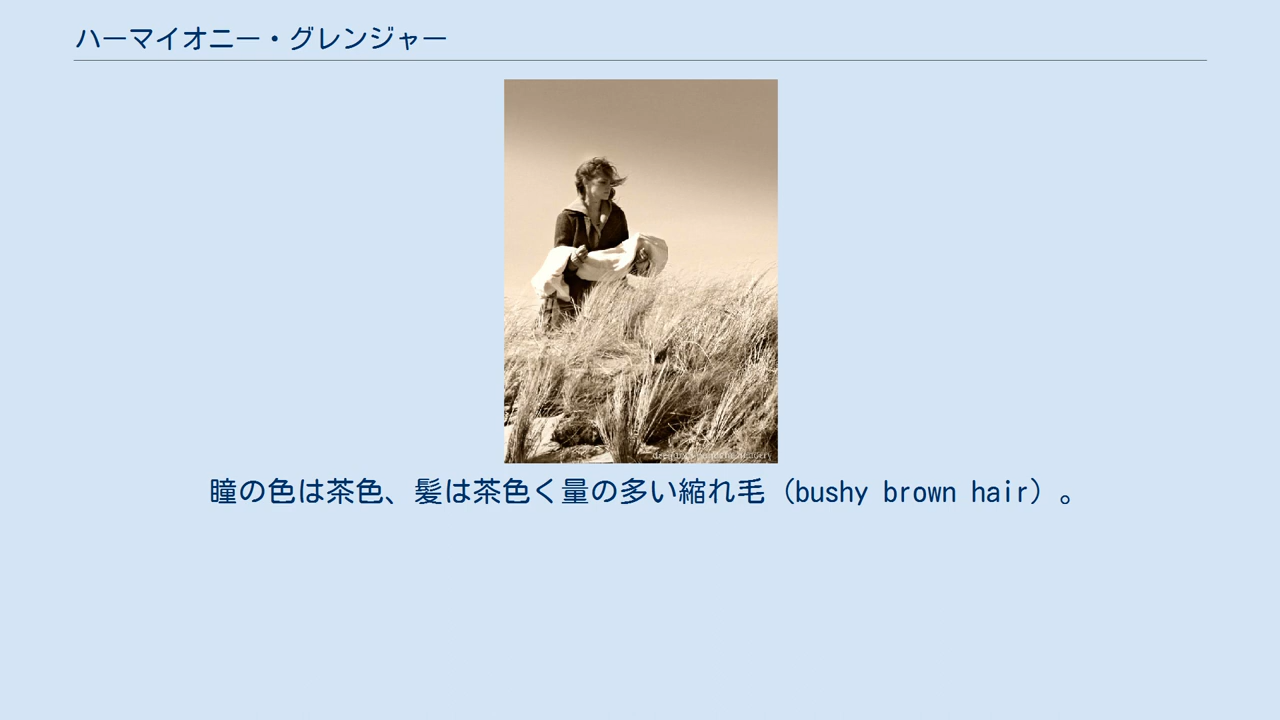 ハーマイオニー・グレンジャー
瞳の色は茶色、髪は茶色く量の多い縮れ毛（bushy brown hair）。